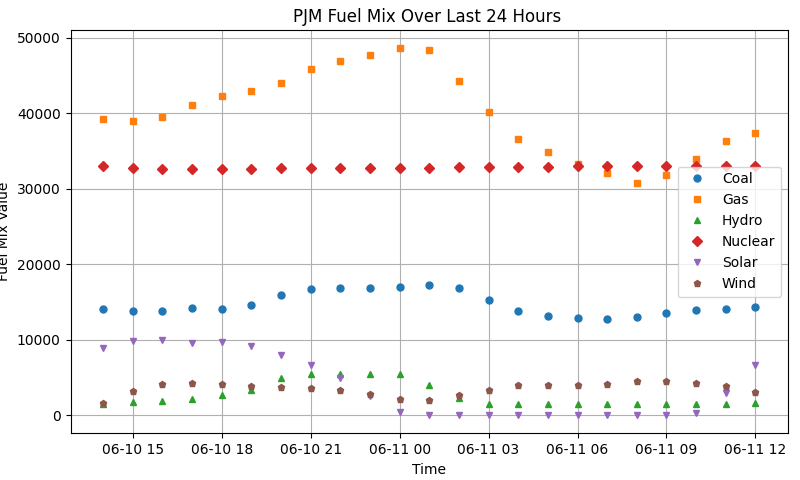 PJM Fuel Mix Over Last 24 Hours
50000
40000
30000
20000
10000
0
Fuel Mix Value
Coal
Gas
Hydro
Nuclear
Solar
Wind
06-10 15 06-10 18 06-10 21 06-11 00 06-11 03 06-11 06 06-11 09 06-11 12
Time